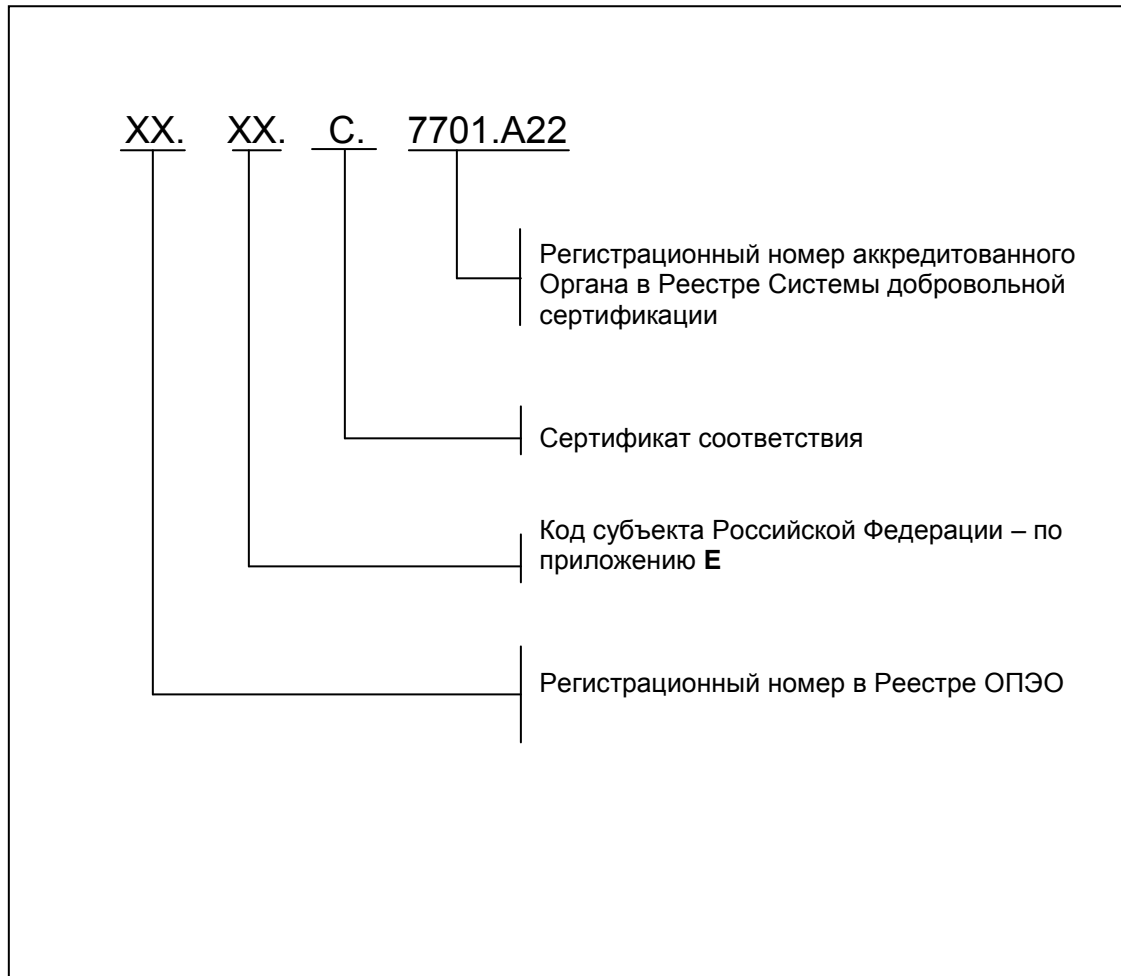 XX. XX. С. 7701.А22
Регистрационный номер аккредитованного
Органа в Реестре Системы добровольной
сертификации
Сертификат соответствия
Код субъекта Российской Федерации – по
приложению Е
Регистрационный номер в Реестре ОПЭО